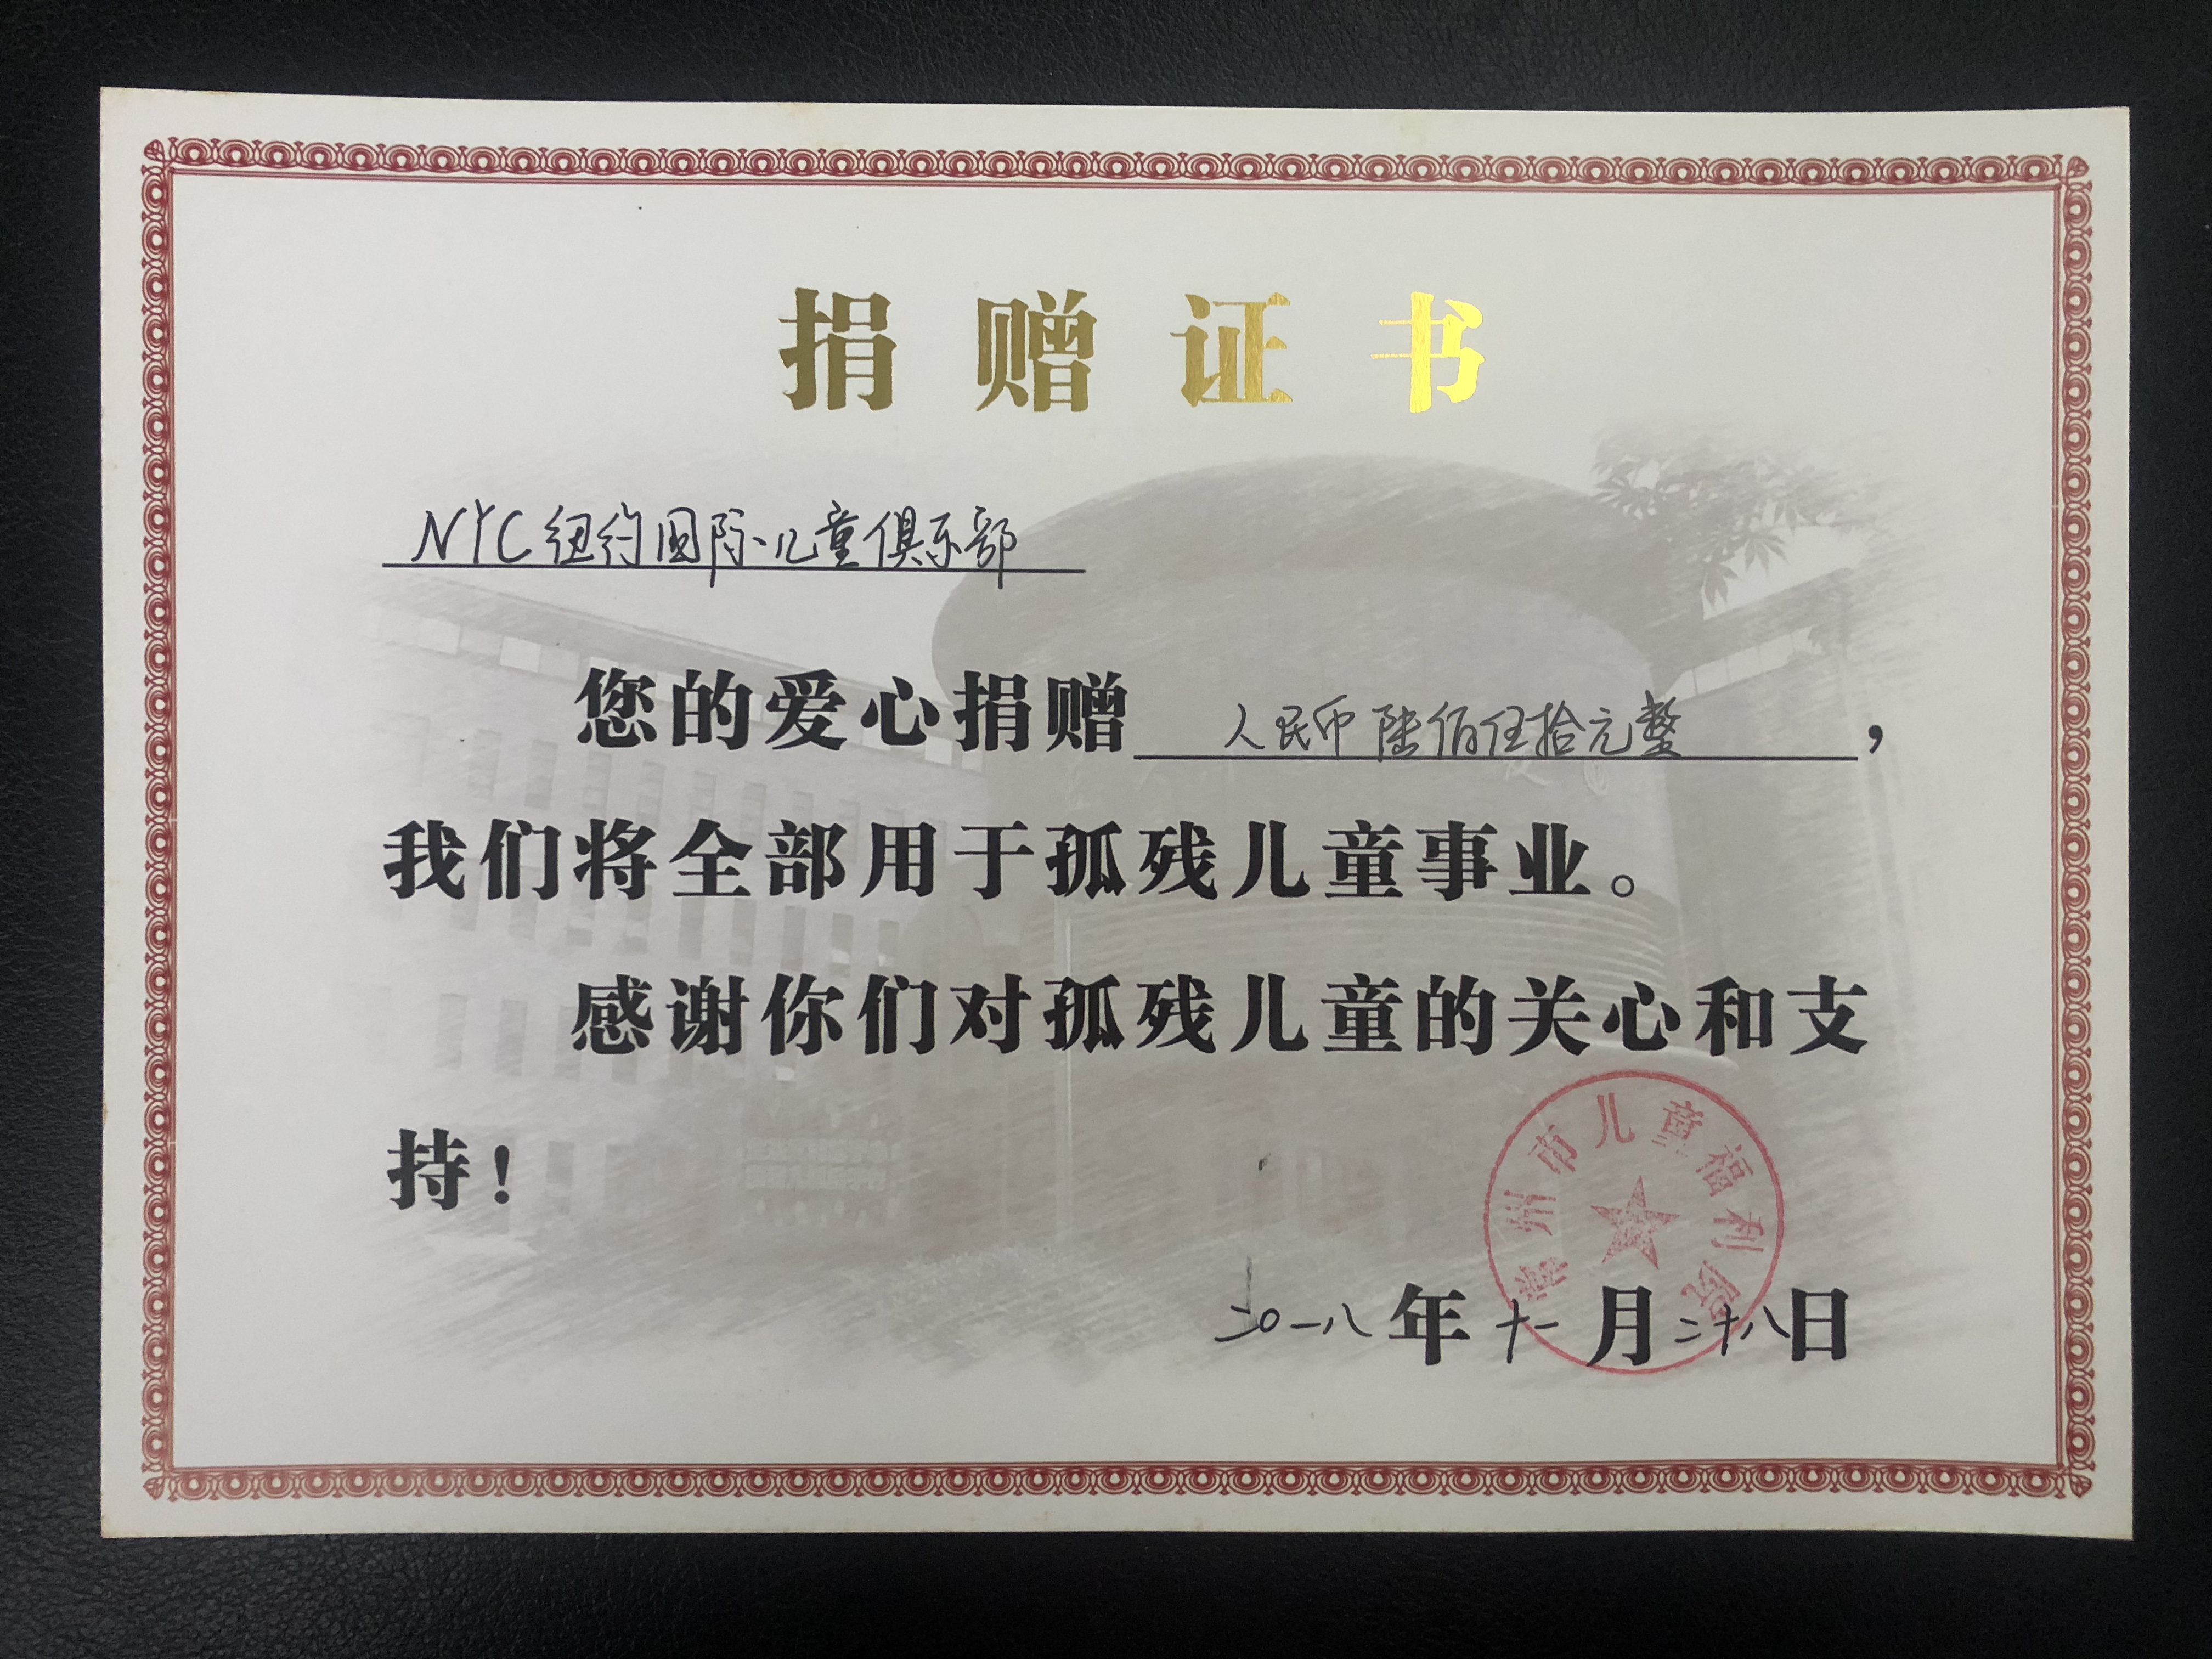 捐赠证书
NYC纽约国际儿童俱乐部
您的爱心捐赠 人民币陆佰伍拾元整，
我们将全部用于孤残儿童事业。
感谢你们对孤残儿童的关心和支
持！
常州市儿童福利院
二〇一八年十一月二十八日